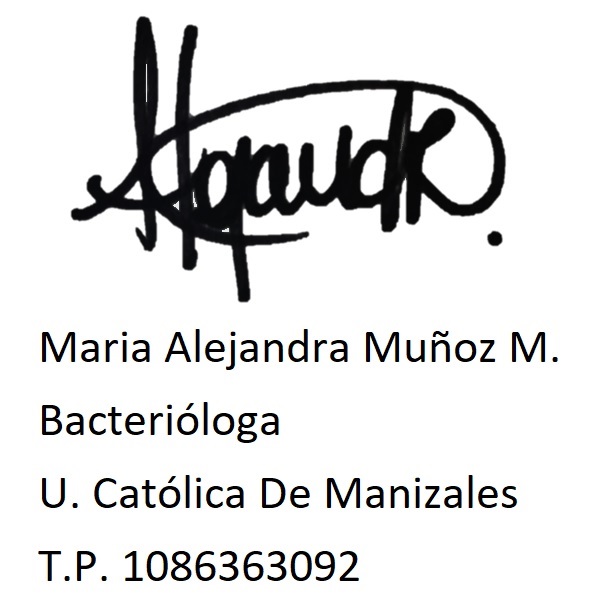 Maria Alejandra Muñoz M.
Bacterióloga
U. Católica De Manizales
T.P. 1086363092